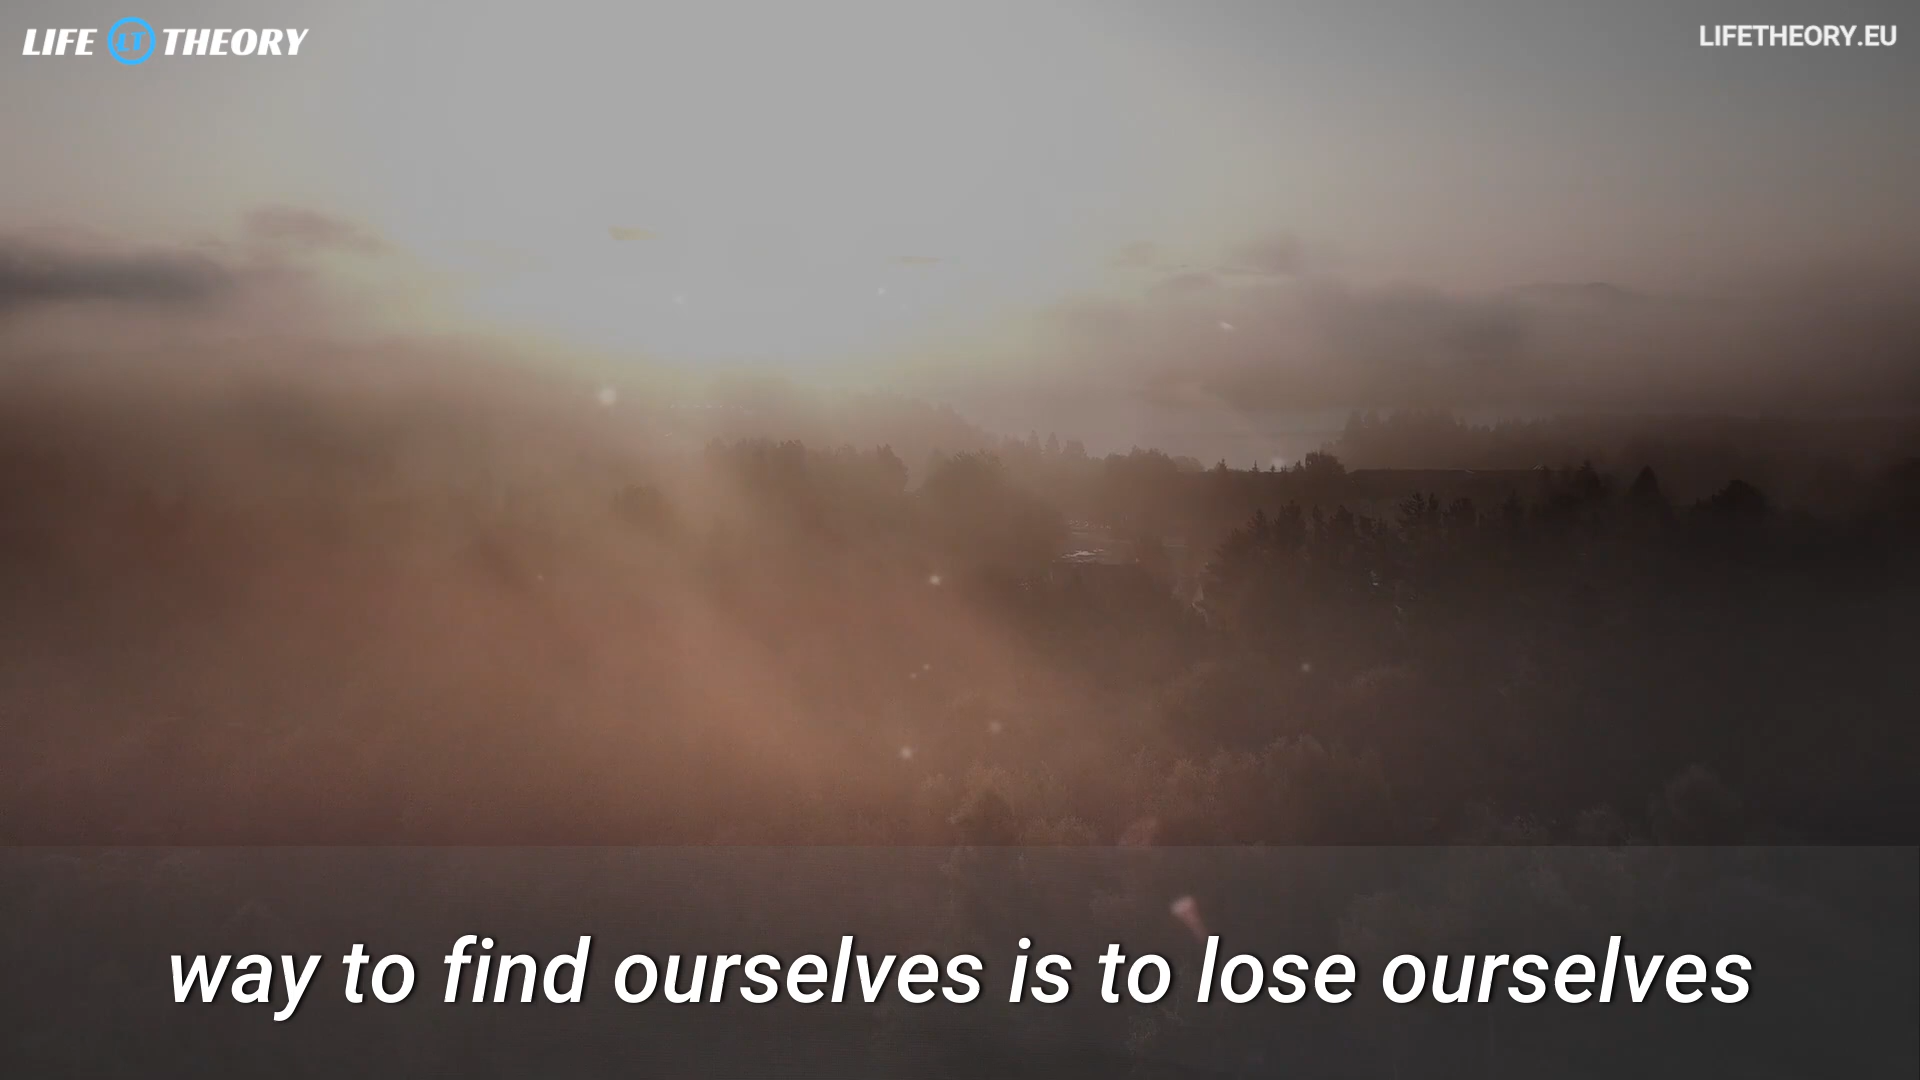 LIFE LT THEORY
LIFETHEORY.EU
way to find ourselves is to lose ourselves